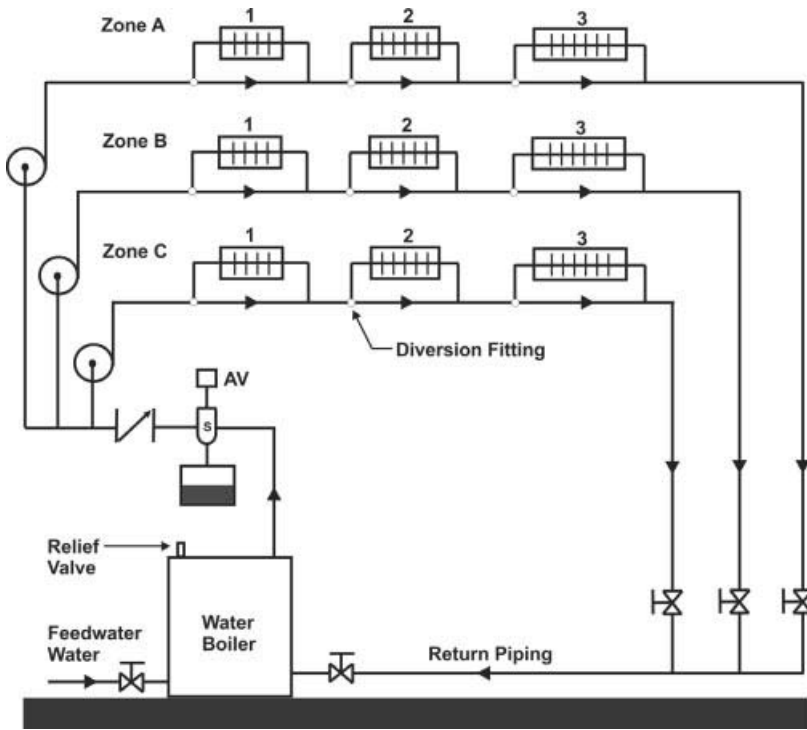 Zone A
1
2
3
Zone B
1
2
3
Zone C
1
2
3
Diversion Fitting
AV
S
Relief
Valve
Water
Boiler
Feedwater
Water
Return Piping